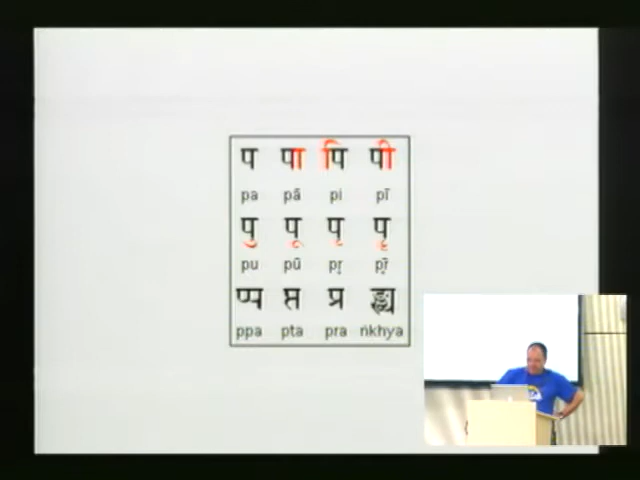 प पा पि पी
pa pā pi pī
पु पू पृ पॄ
pu pū pṛ pṝ
प्प प्त प्र ङ्ख्य
ppa pta pra ṅkhya